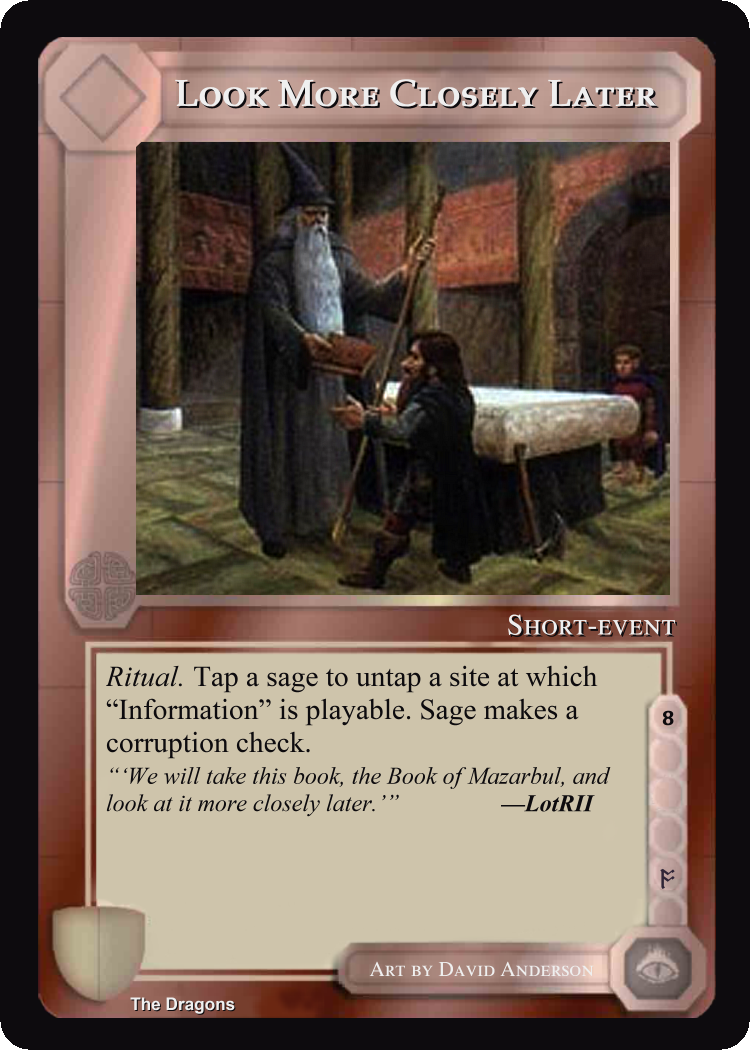 Look More Closely Later
Short-event
Ritual. Tap a sage to untap a site at which
“Information” is playable. Sage makes a
corruption check.
“‘We will take this book, the Book of Mazarbul, and
look at it more closely later.’” —LotRII
8
ᚩ
Art by David Anderson
The Dragons